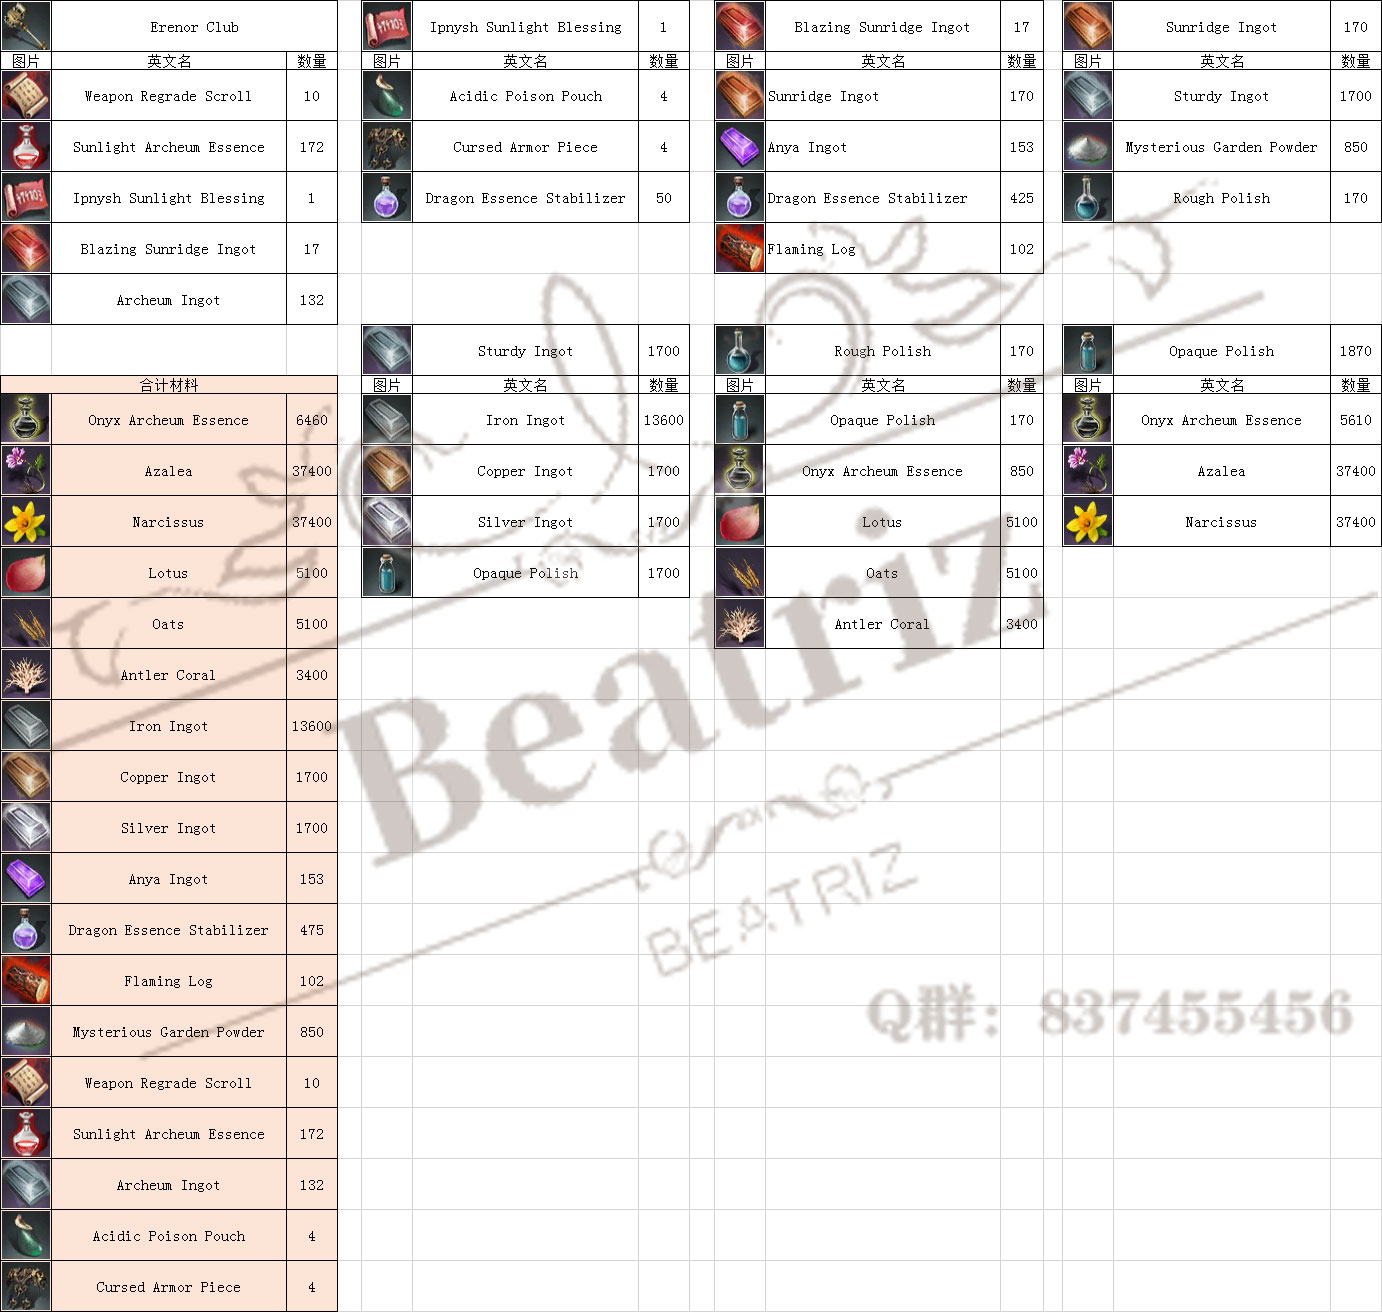 Erenor Club
图片 英文名 数量
Weapon Regrade Scroll 10
Sunlight Archeum Essence 172
Ipnysh Sunlight Blessing 1
Blazing Sunridge Ingot 17
Archeum Ingot 132
Ipnysh Sunlight Blessing 1
图片 英文名 数量
Acidic Poison Pouch 4
Cursed Armor Piece 4
Dragon Essence Stabilizer 50
Blazing Sunridge Ingot 17
图片 英文名 数量
Sunridge Ingot 170
Anya Ingot 153
Dragon Essence Stabilizer 425
Flaming Log 102
Sunridge Ingot 170
图片 英文名 数量
Sturdy Ingot 1700
Mysterious Garden Powder 850
Rough Polish 170
合计材料
Onyx Archeum Essence 6460
Azalea 37400
Narcissus 37400
Lotus 5100
Oats 5100
Antler Coral 3400
Iron Ingot 13600
Copper Ingot 1700
Silver Ingot 1700
Anya Ingot 153
Dragon Essence Stabilizer 475
Flaming Log 102
Mysterious Garden Powder 850
Weapon Regrade Scroll 10
Sunlight Archeum Essence 172
Archeum Ingot 132
Acidic Poison Pouch 4
Cursed Armor Piece 4
Sturdy Ingot 1700
图片 英文名 数量
Iron Ingot 13600
Copper Ingot 1700
Silver Ingot 1700
Opaque Polish 1700
Rough Polish 170
图片 英文名 数量
Opaque Polish 170
Onyx Archeum Essence 850
Lotus 5100
Oats 5100
Antler Coral 3400
Opaque Polish 1870
图片 英文名 数量
Onyx Archeum Essence 5610
Azalea 37400
Narcissus 37400
Beatriz
BEATRIZ
Q群：837455456